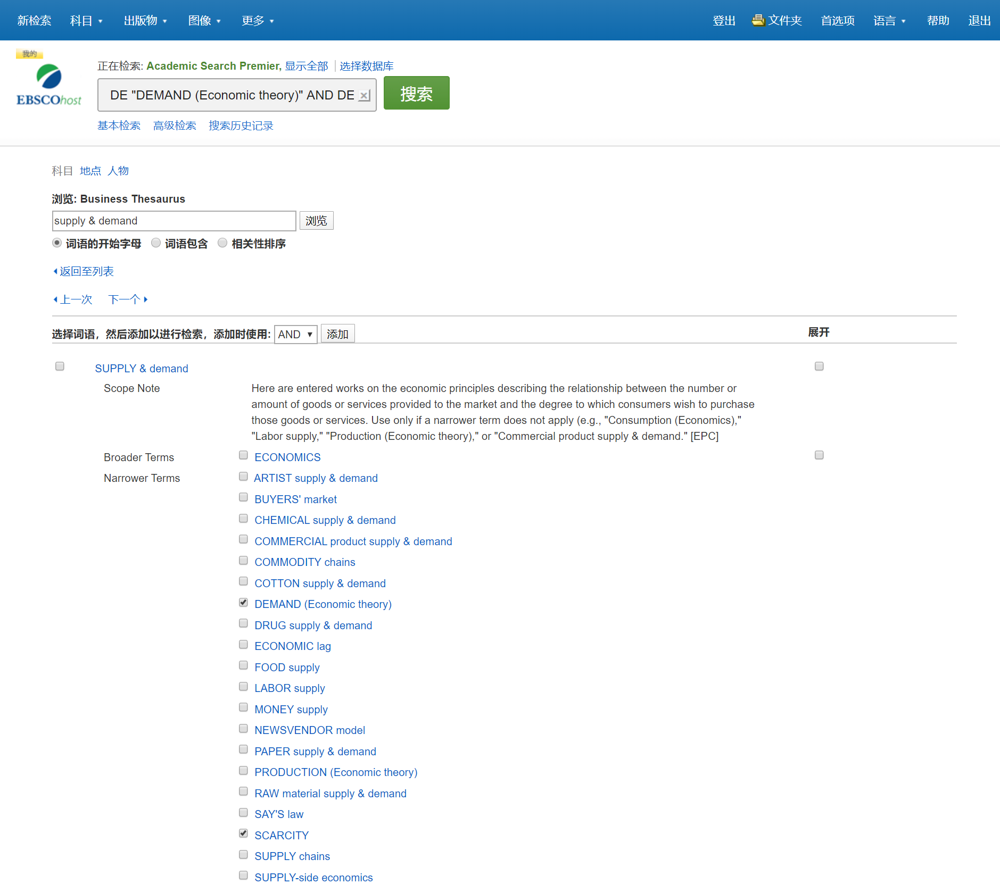 新检索 科目 出版物 图像 更多 登出 文件夹 首选项 语言 帮助 退出
我的
EBSCOhost
正在检索: Academic Search Premier, 显示全部 选择数据库
DE "DEMAND (Economic theory)" AND DE
搜索
基本检索 高级检索 搜索历史记录
科目 地点 人物
浏览: Business Thesaurus
supply & demand 浏览
词语的开始字母 词语包含 相关性排序
返回至列表
上一次 下一个
选择词语，然后添加以进行检索，添加时使用: AND 添加 展开
SUPPLY & demand
Scope Note Here are entered works on the economic principles describing the relationship between the number or
amount of goods or services provided to the market and the degree to which consumers wish to purchase
those goods or services. Use only if a narrower term does not apply (e.g., "Consumption (Economics),"
"Labor supply," "Production (Economic theory)," or "Commercial product supply & demand." [EPC]
Broader Terms ECONOMICS
Narrower Terms ARTIST supply & demand
BUYERS' market
CHEMICAL supply & demand
COMMERCIAL product supply & demand
COMMODITY chains
COTTON supply & demand
DEMAND (Economic theory)
DRUG supply & demand
ECONOMIC lag
FOOD supply
LABOR supply
MONEY supply
NEWSVENDOR model
PAPER supply & demand
PRODUCTION (Economic theory)
RAW material supply & demand
SAY'S law
SCARCITY
SUPPLY chains
SUPPLY-side economics